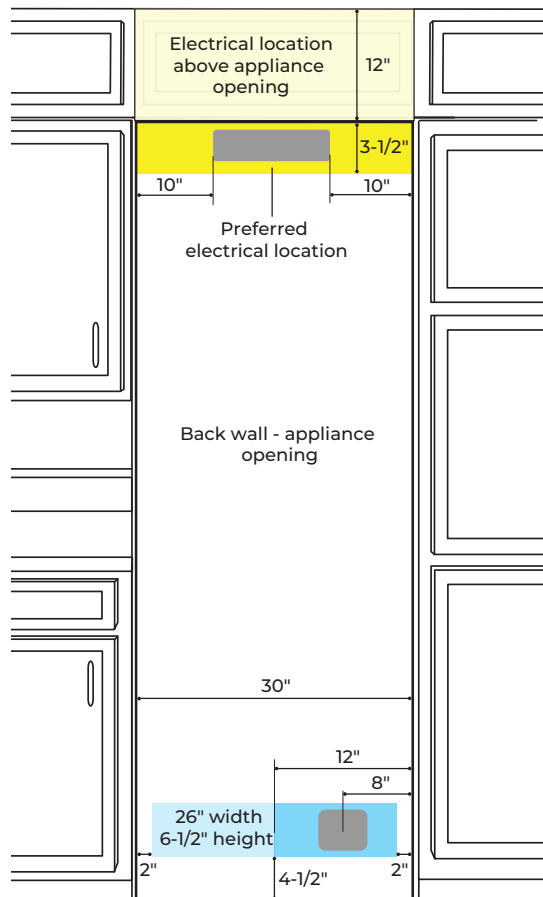 Electrical location
above appliance
opening
12"
3-1/2"
10"
10"
Preferred
electrical location
Back wall - appliance
opening
30"
12"
8"
26" width
6-1/2" height
2"
2"
4-1/2"